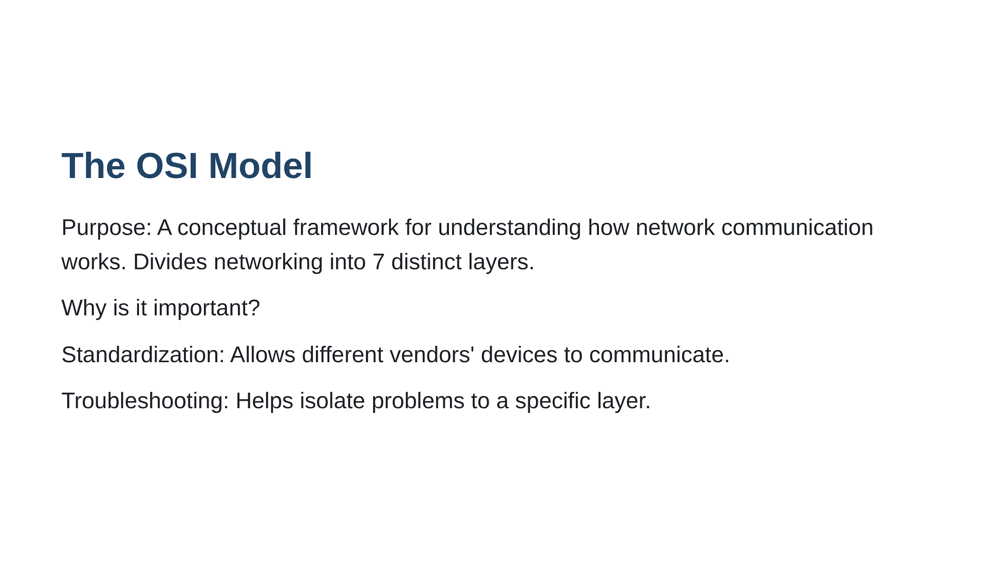 The OSI Model
Purpose: A conceptual framework for understanding how network communication
works. Divides networking into 7 distinct layers.
Why is it important?
Standardization: Allows different vendors' devices to communicate.
Troubleshooting: Helps isolate problems to a specific layer.